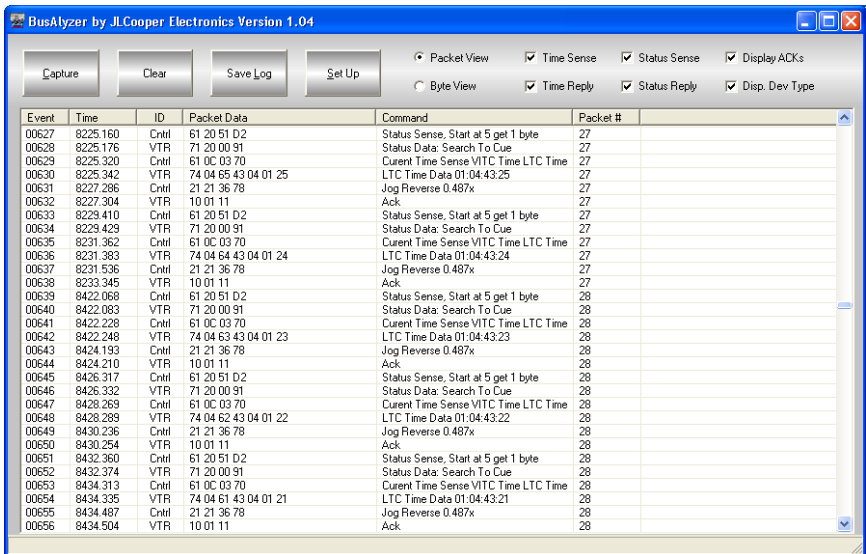 BusAlyzer by JLCooper Electronics Version 1.04
Capture Clear Save Log Set Up Packet View Time Sense Status Sense Display ACKs
Byte View Time Reply Status Reply Disp. Dev Type
Event Time ID Packet Data Command Packet #
00627 8225.160 Cntrl 61 20 51 D2 Status Sense, Start at 5 get 1 byte 27
00628 8225.176 VTR 71 20 00 91 Status Data: Search To Cue 27
00629 8225.320 Cntrl 61 0C 03 70 Curent Time Sense VITC Time LTC Time 27
00630 8225.342 VTR 74 04 65 43 04 01 25 LTC Time Data 01:04:43:25 27
00631 8227.286 Cntrl 21 21 36 78 Jog Reverse 0.487x 27
00632 8227.304 VTR 10 01 11 Ack 27
00633 8229.410 Cntrl 61 20 51 D2 Status Sense, Start at 5 get 1 byte 27
00634 8229.429 VTR 71 20 00 91 Status Data: Search To Cue 27
00635 8231.362 Cntrl 61 0C 03 70 Curent Time Sense VITC Time LTC Time 27
00636 8231.383 VTR 74 04 64 43 04 01 24 LTC Time Data 01:04:43:24 27
00637 8231.536 Cntrl 21 21 36 78 Jog Reverse 0.487x 27
00638 8233.345 VTR 10 01 11 Ack 27
00639 8422.068 Cntrl 61 20 51 D2 Status Sense, Start at 5 get 1 byte 28
00640 8422.083 VTR 71 20 00 91 Status Data: Search To Cue 28
00641 8422.228 Cntrl 61 0C 03 70 Curent Time Sense VITC Time LTC Time 28
00642 8422.248 VTR 74 04 63 43 04 01 23 LTC Time Data 01:04:43:23 28
00643 8424.193 Cntrl 21 21 36 78 Jog Reverse 0.487x 28
00644 8424.210 VTR 10 01 11 Ack 28
00645 8426.317 Cntrl 61 20 51 D2 Status Sense, Start at 5 get 1 byte 28
00646 8426.332 VTR 71 20 00 91 Status Data: Search To Cue 28
00647 8428.269 Cntrl 61 0C 03 70 Curent Time Sense VITC Time LTC Time 28
00648 8428.289 VTR 74 04 62 43 04 01 22 LTC Time Data 01:04:43:22 28
00649 8430.236 Cntrl 21 21 36 78 Jog Reverse 0.487x 28
00650 8430.254 VTR 10 01 11 Ack 28
00651 8432.360 Cntrl 61 20 51 D2 Status Sense, Start at 5 get 1 byte 28
00652 8432.374 VTR 71 20 00 91 Status Data: Search To Cue 28
00653 8434.313 Cntrl 61 0C 03 70 Curent Time Sense VITC Time LTC Time 28
00654 8434.335 VTR 74 04 61 43 04 01 21 LTC Time Data 01:04:43:21 28
00655 8434.487 Cntrl 21 21 36 78 Jog Reverse 0.487x 28
00656 8434.504 VTR 10 01 11 Ack 28